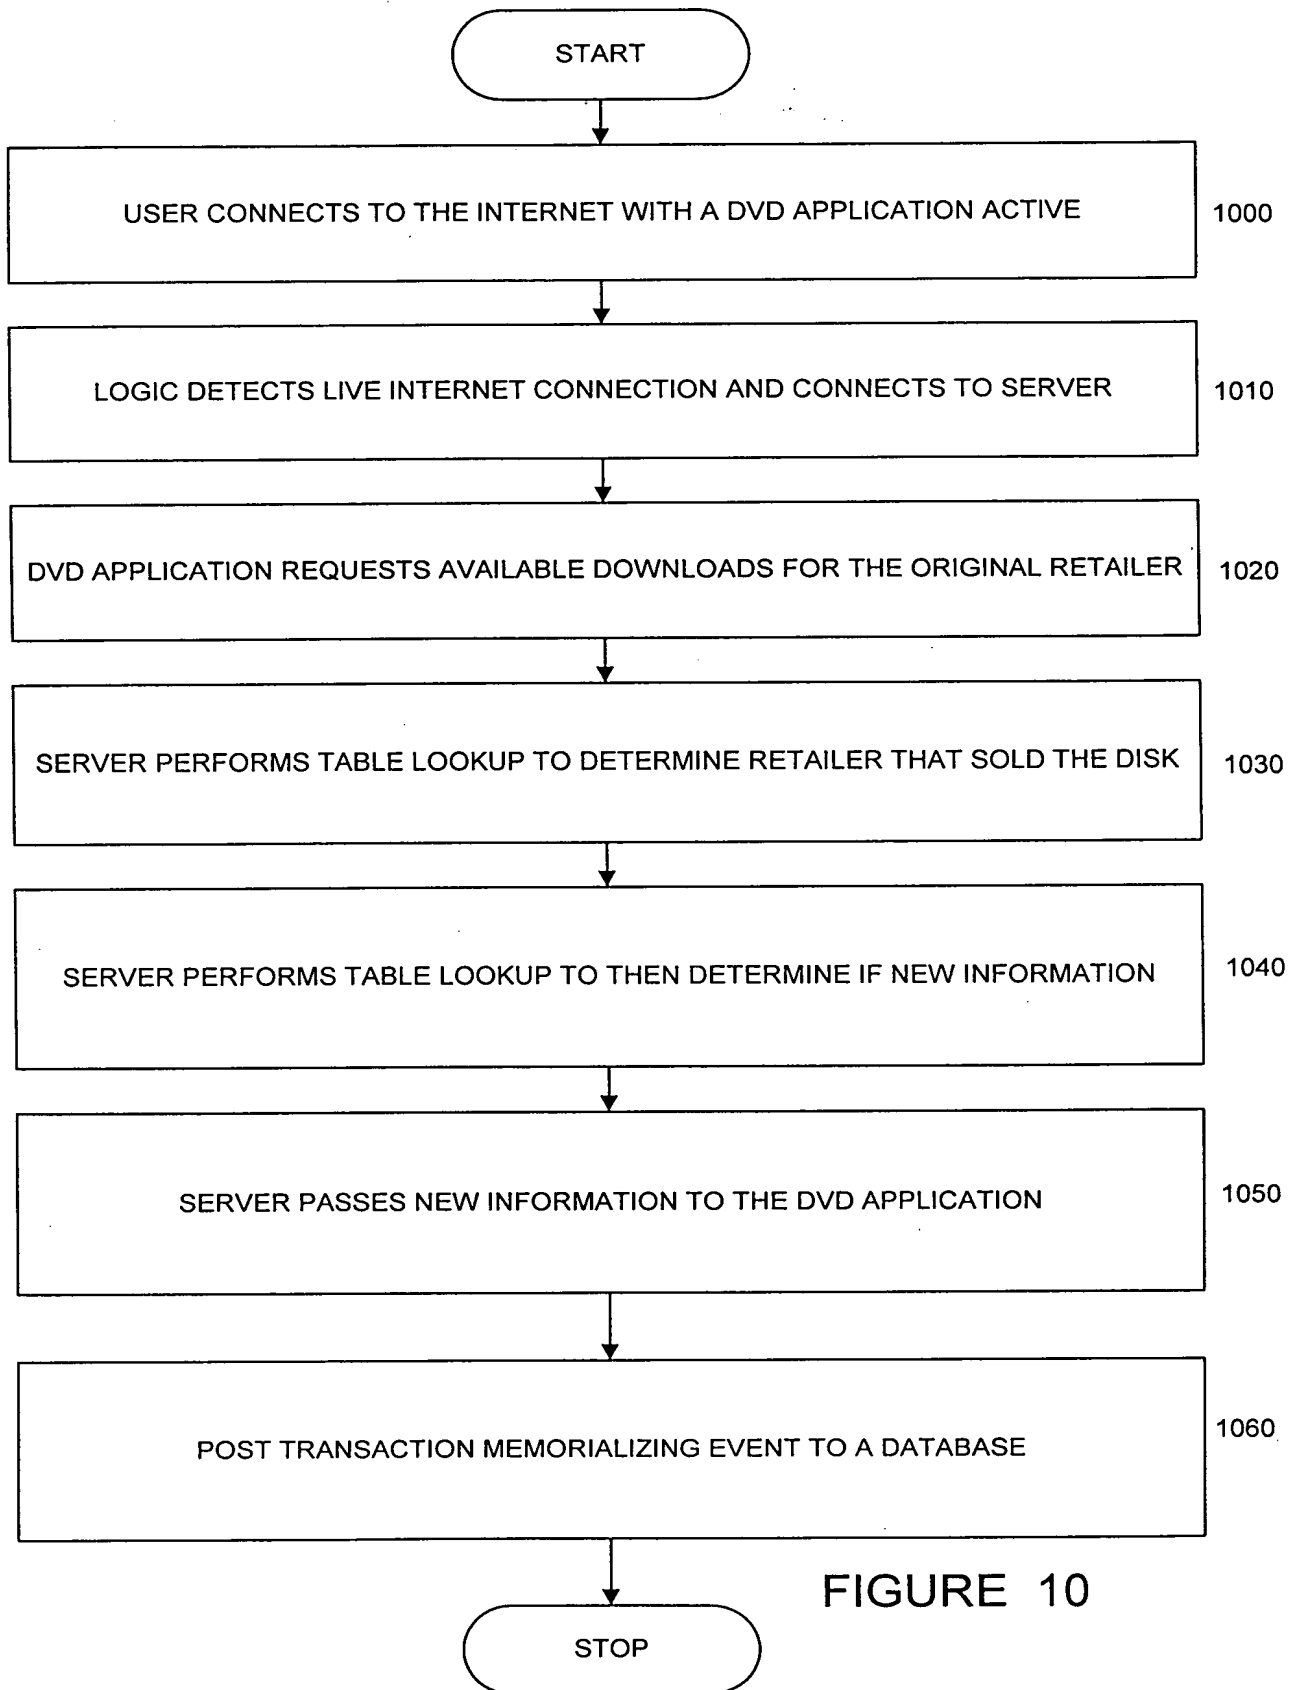 START
USER CONNECTS TO THE INTERNET WITH A DVD APPLICATION ACTIVE
1000
LOGIC DETECTS LIVE INTERNET CONNECTION AND CONNECTS TO SERVER
1010
DVD APPLICATION REQUESTS AVAILABLE DOWNLOADS FOR THE ORIGINAL RETAILER
1020
SERVER PERFORMS TABLE LOOKUP TO DETERMINE RETAILER THAT SOLD THE DISK
1030
SERVER PERFORMS TABLE LOOKUP TO THEN DETERMINE IF NEW INFORMATION
1040
SERVER PASSES NEW INFORMATION TO THE DVD APPLICATION
1050
POST TRANSACTION MEMORIALIZING EVENT TO A DATABASE
1060
FIGURE 10
STOP